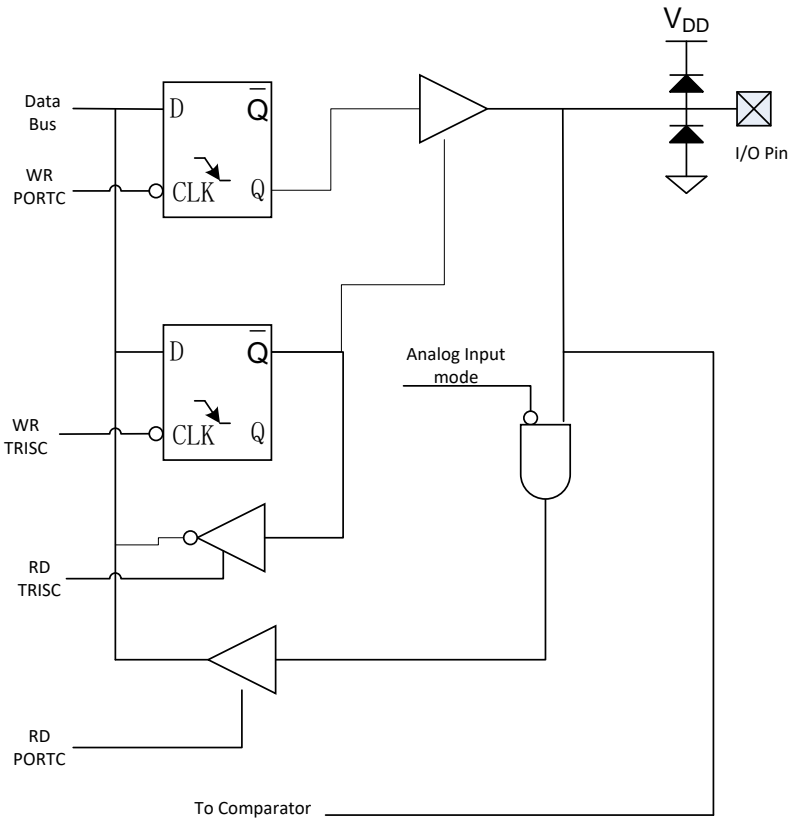 VDD
Data
Bus
D
Q
I/O Pin
WR
PORTC
CLK
Q
D
Q
Analog Input
mode
WR
TRISC
CLK
Q
RD
TRISC
RD
PORTC
To Comparator